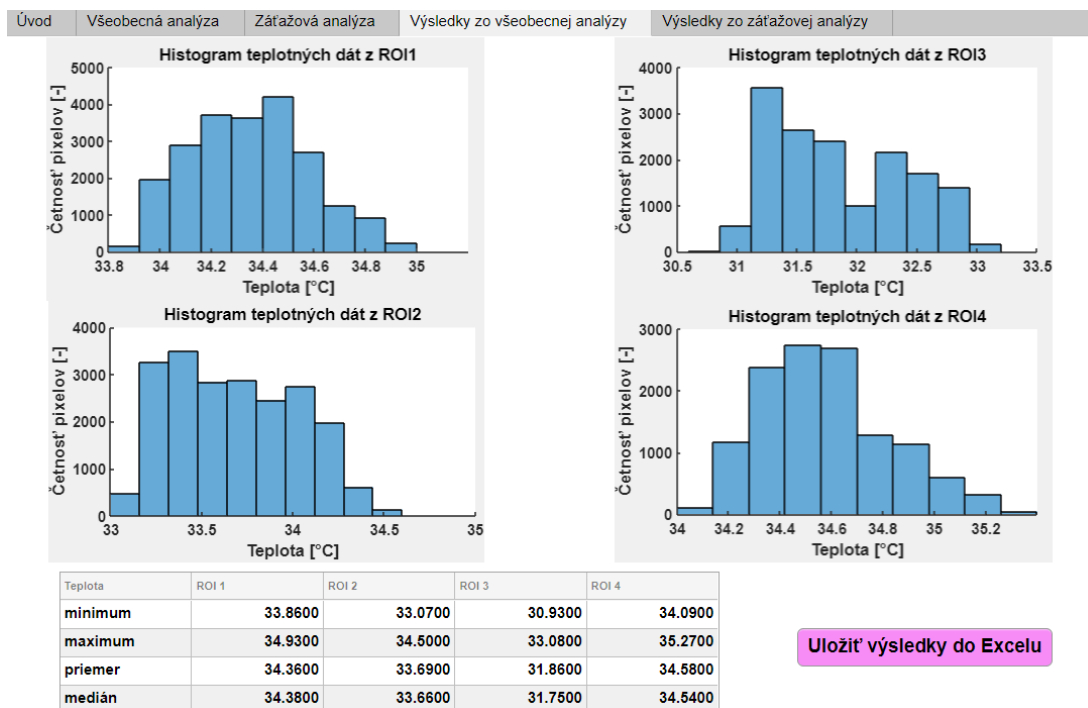 Úvod Všeobecná analýza Záťažová analýza Výsledky zo všeobecnej analýzy Výsledky zo záťažovej analýzy
Histogram teplotných dát z ROI1
Četnosť pixelov [-]
5000
4000
3000
2000
1000
0
33.8 34 34.2 34.4 34.6 34.8 35
Teplota [°C]
Histogram teplotných dát z ROI3
Četnosť pixelov [-]
4000
3000
2000
1000
0
30.5 31 31.5 32 32.5 33 33.5
Teplota [°C]
Histogram teplotných dát z ROI2
Četnosť pixelov [-]
4000
3000
2000
1000
0
33 33.5 34 34.5 35
Teplota [°C]
Histogram teplotných dát z ROI4
Četnosť pixelov [-]
3000
2000
1000
0
34 34.2 34.4 34.6 34.8 35 35.2
Teplota [°C]
Teplota ROI 1 ROI 2 ROI 3 ROI 4
minimum 33.8600 33.0700 30.9300 34.0900
maximum 34.9300 34.5000 33.0800 35.2700
priemer 34.3600 33.6900 31.8600 34.5800
medián 34.3800 33.6600 31.7500 34.5400
Uložiť výsledky do Excelu